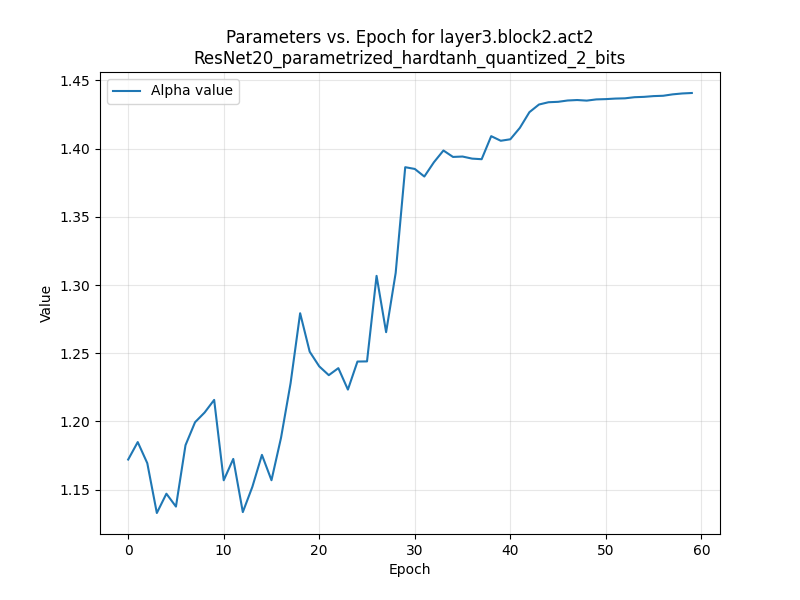 Parameters vs. Epoch for layer3.block2.act2
ResNet20_parametrized_hardtanh_quantized_2_bits
Alpha value
1.45
1.40
1.35
1.30
1.25
1.20
1.15
Value
0 10 20 30 40 50 60
Epoch